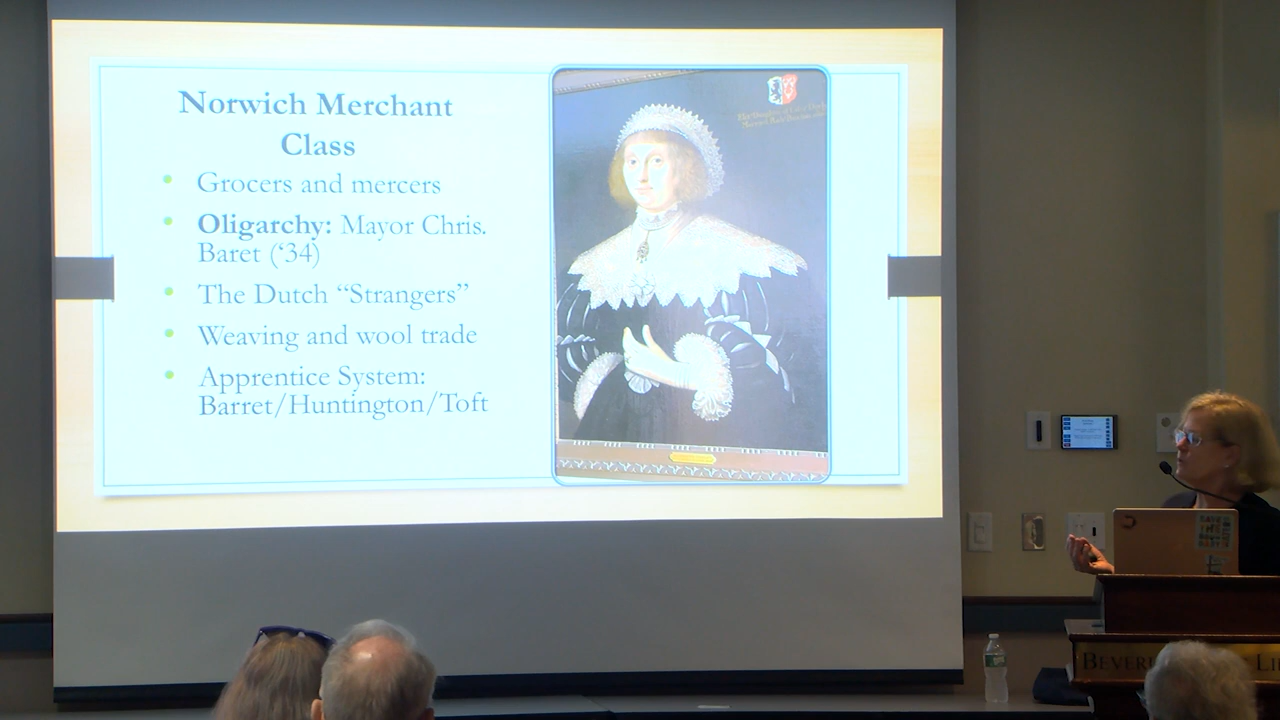 Norwich Merchant
Class
Grocers and mercers
Oligarchy: Mayor Chris.
Baret (‘34)
The Dutch “Strangers”
Weaving and wool trade
Apprentice System:
Barret/Huntington/Toft